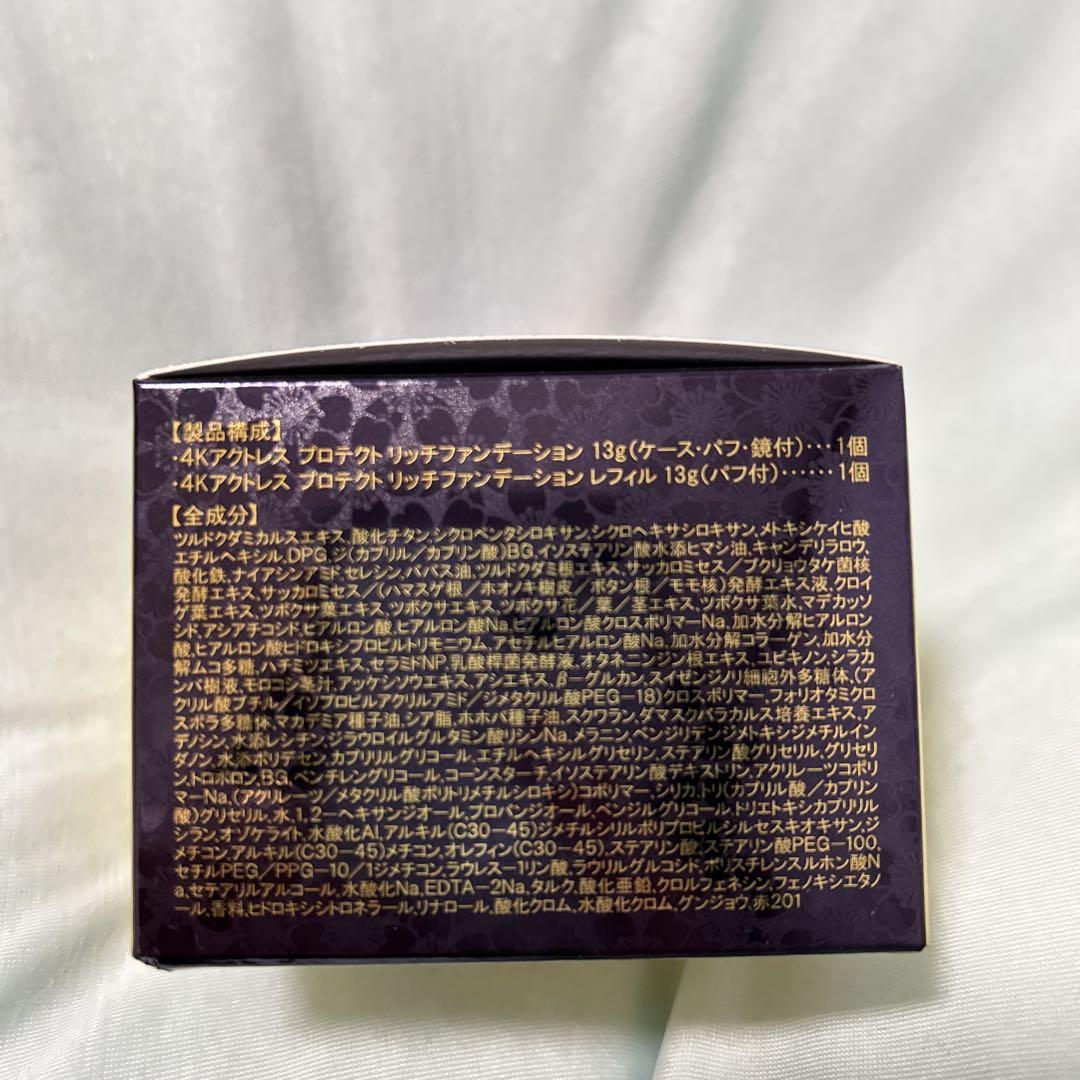 【製品構成】
・4Kアクトレス プロテクト リッチファンデーション 13g(ケース・パフ・鏡付)…1個
・4Kアクトレス プロテクト リッチファンデーション レフィル 13g(パフ付)……1個
【全成分】
ツルドクダミカルスエキス,酸化チタン,シクロペンタシロキサン,シクロヘキサシロキサン,メトキシケイヒ酸
エチルヘキシル,DPG,ジ(カプリル/カプリン酸)BG,イソステアリン酸水添ヒマシ油,キャンデリラロウ,
酸化鉄,ナイアシンアミド,セレシン,ババス油,ツルドクダミ根エキス,サッカロミセス/ブクリョウタケ菌核
発酵エキス,サッカロミセス/(ハマスゲ根/ホオノキ樹皮/ボタン根/モモ核)発酵エキス液,クロイ
ゲ葉エキス,ツボクサ葉エキス,ツボクサエキス,ツボクサ花/葉/茎エキス,ツボクサ葉水,マデカッソ
シド,アシアチコシド,ヒアルロン酸,ヒアルロン酸Na,ヒアルロン酸クロスポリマーNa,加水分解ヒアルロン
酸,ヒアルロン酸ヒドロキシプロピルトリモニウム,アセチルヒアルロン酸Na,加水分解コラーゲン,加水分
解ムコ多糖,ハチミツエキス,セラミドNP,乳酸桿菌発酵液,オタネニンジン根エキス,ユビキノン,シラカ
ンバ樹液,モロコシ果汁,アッケシソウエキス,アシエキス,β-グルカン,スイゼンジノリ細胞外多糖体,(ア
クリル酸ブチル/イソプロピルアクリルアミド/ジメタクリル酸PEG-18)クロスポリマー,フォリオタミクロ
スポラ多糖体,マカデミア種子油,シア脂,ホホバ種子油,スクワラン,ダマスクバラカルス培養エキス,ア
デノシン,水添レシチン,ラウロイルグルタミン酸リシンNa,メラニン,ベンジリデンジメトキシジメチルイン
ダノン,水添ポリデセン,カプリリルグリコール,エチルヘキシルグリセリン,ステアリン酸グリセリル,グリセリ
ン,トロポロン,BG,ペンチレングリコール,コーンスターチ,イソステアリン酸デキストリン,アクリレーツコポリ
マーNa,(アクリレーツ/メタクリル酸ポリトリメチルシロキシ)コポリマー,シリカ,トリ(カプリル酸/カプリン
酸)グリセリル,水,1,2-ヘキサンジオール,プロパンジオール,ベンジルグリコール,トリエトキシカプリリル
シラン,オゾケライト,水酸化Al,アルキル(C30-45)ジメチルシリルポリプロピルシルセスキオキサン,ジ
メチコン,アルキル(C30-45)メチコン,オレフィン(C30-45),ステアリン酸,ステアリン酸PEG-100,
セチルPEG/PPG-10/1ジメチコン,ラウレス-1リン酸,ラウリルグルコシド,ポリスチレンスルホン酸N
a,セテアリルアルコール,水酸化Na,EDTA-2Na,タルク,酸化亜鉛,クロルフェネシン,フェノキシエタノ
ール,香料,ヒドロキシシトロネラール,リナロール,酸化クロム,水酸化クロム,グンジョウ,赤201